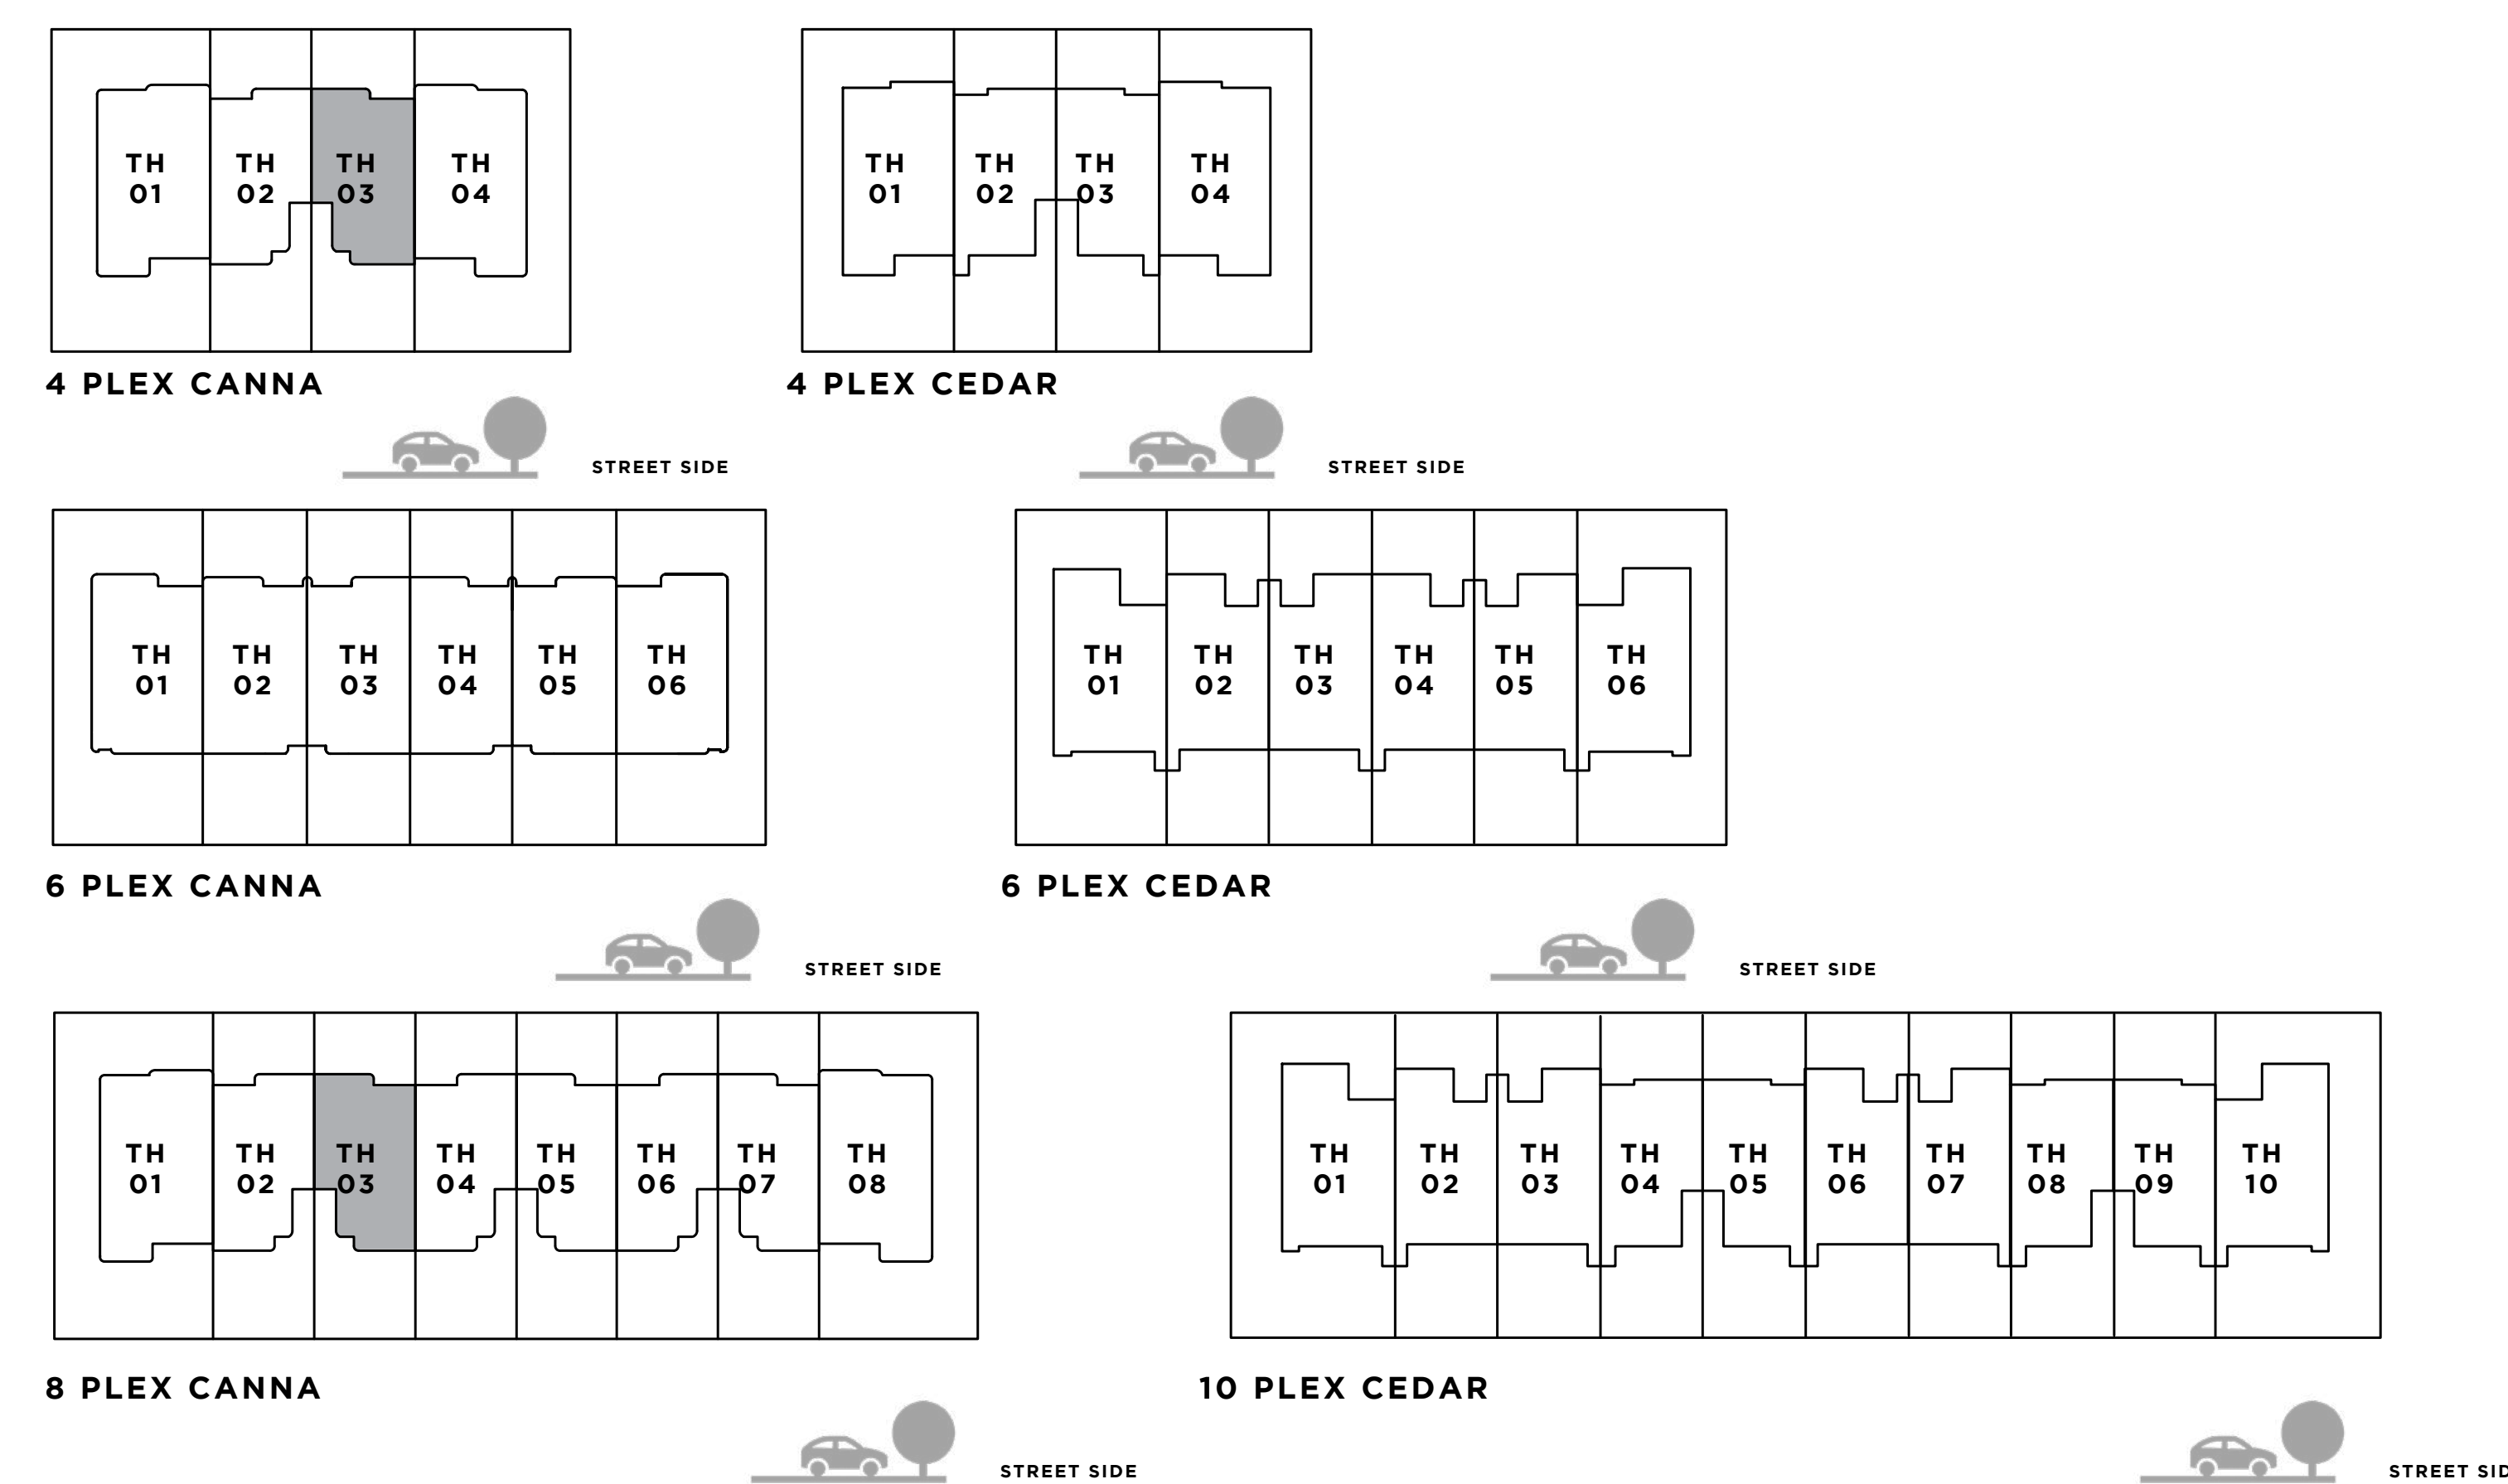 TH TH TH TH
01 02 03 04
4 PLEX CANNA
STREET SIDE
TH TH TH TH
01 02 03 04
4 PLEX CEDAR
STREET SIDE
TH TH TH TH TH TH
01 02 03 04 05 06
6 PLEX CANNA
STREET SIDE
TH TH TH TH TH TH
01 02 03 04 05 06
6 PLEX CEDAR
STREET SIDE
TH TH TH TH TH TH TH TH
01 02 03 04 05 06 07 08
8 PLEX CANNA
STREET SIDE
TH TH TH TH TH TH TH TH TH TH
01 02 03 04 05 06 07 08 09 10
10 PLEX CEDAR
STREET SID